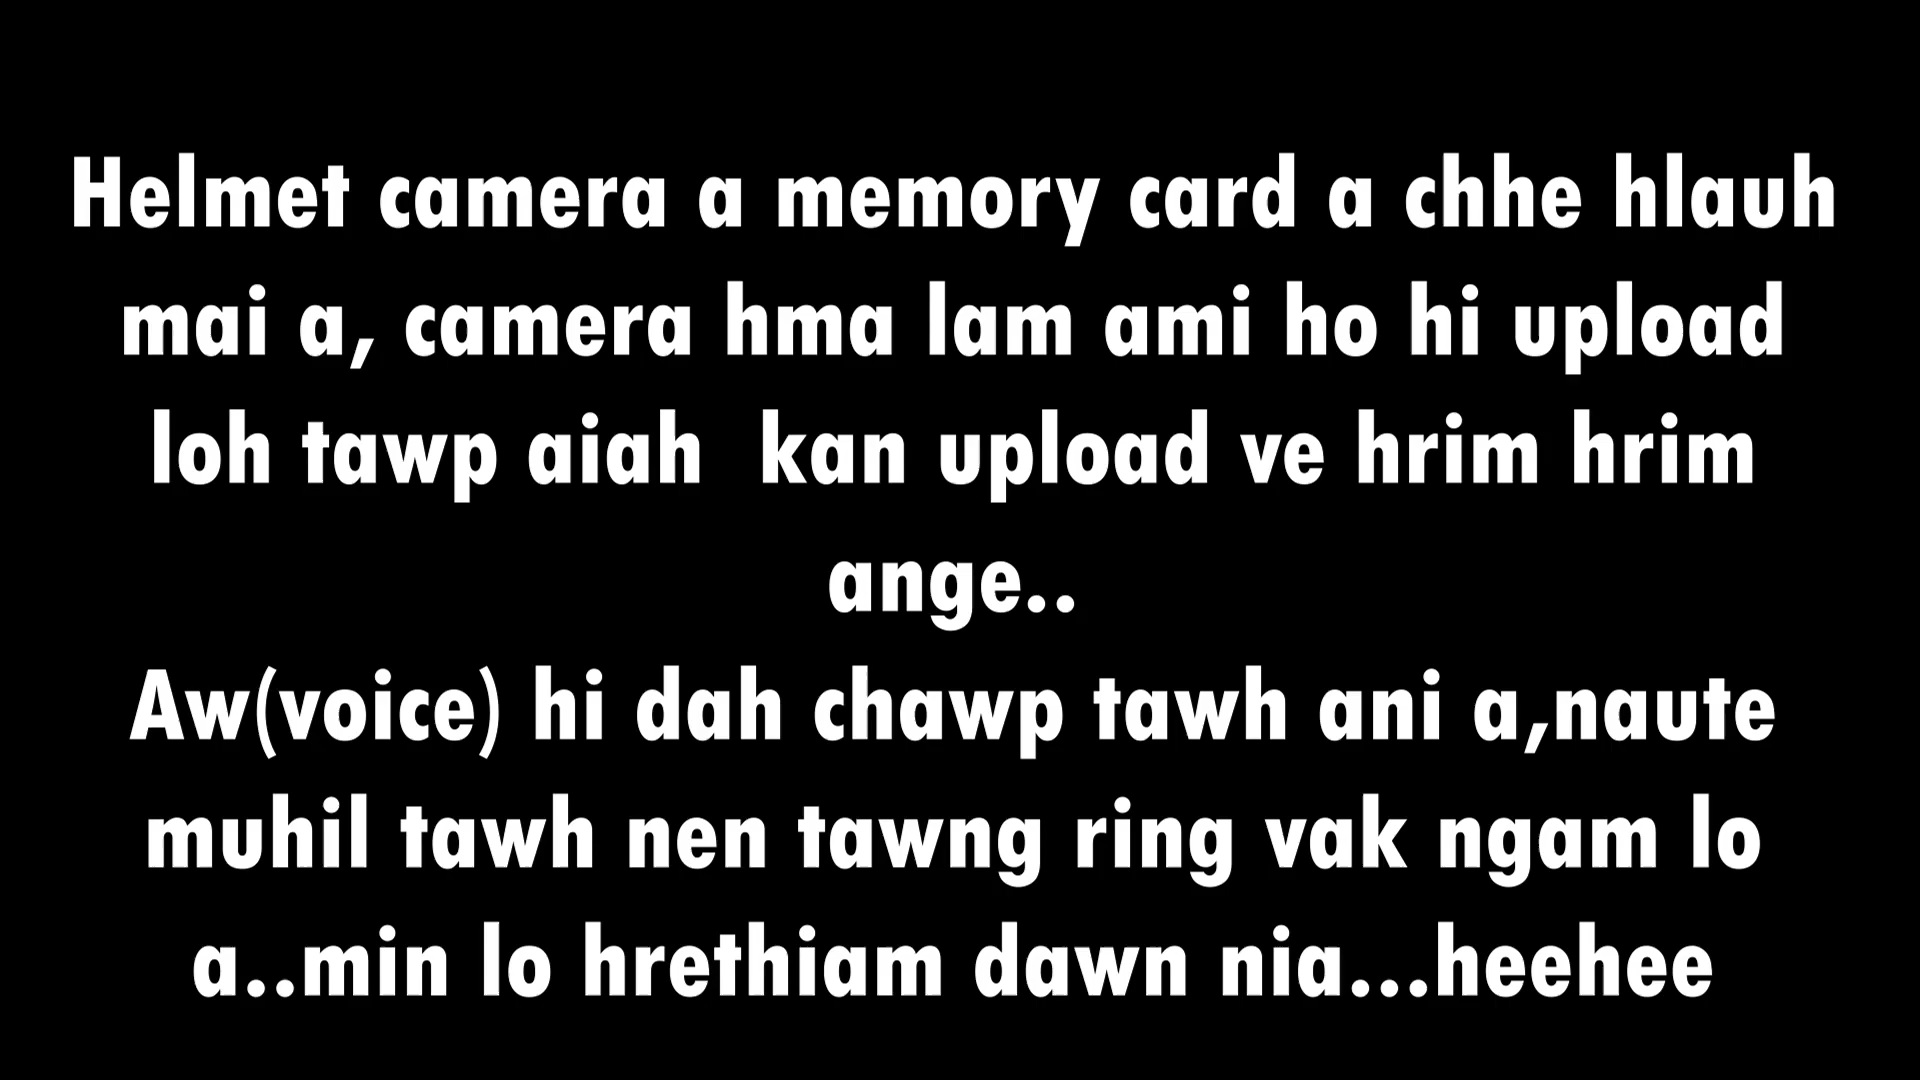 Helmet camera a memory card a chhe hlauh
mai a, camera hma lam ami ho hi upload
loh tawp aiah  kan upload ve hrim hrim
ange..
Aw(voice) hi dah chawp tawh ani a,naute
muhil tawh nen tawng ring vak ngam lo
a..min lo hrethiam dawn nia...heehee